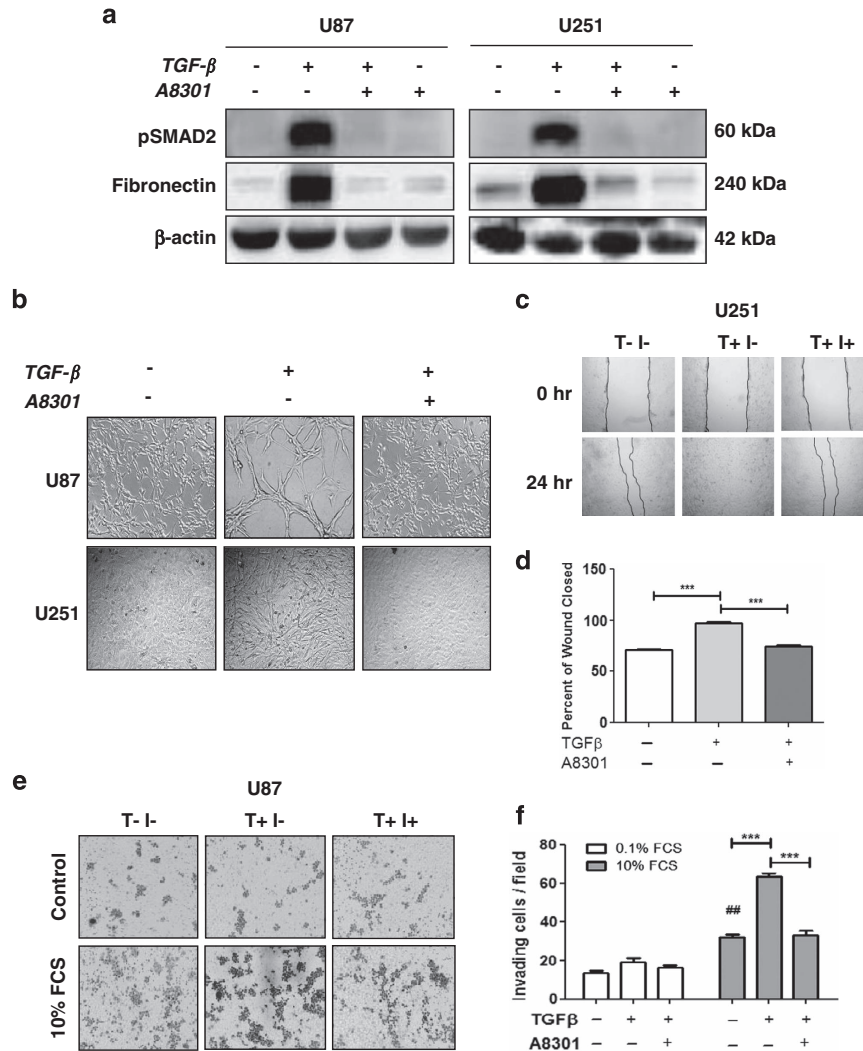 a
U87 U251
TGF-β - + + - - + + -
A8301 - - + + - - + +
pSMAD2 60 kDa
Fibronectin 240 kDa
β-actin 42 kDa
b
TGF-β - + +
A8301 - - +
U87
U251
c
U251
T- I- T+ I- T+ I+
0 hr
24 hr
d
Percent of Wound Closed
150
100
50
0
*** ***
TGFβ – + +
A8301 – – +
e
U87
T- I- T+ I- T+ I+
Control
10% FCS
f
Invading cells / field
80
60
40
20
0
0.1% FCS
10% FCS
***
***
##
TGFβ – + + – + +
A8301 – – + – – +